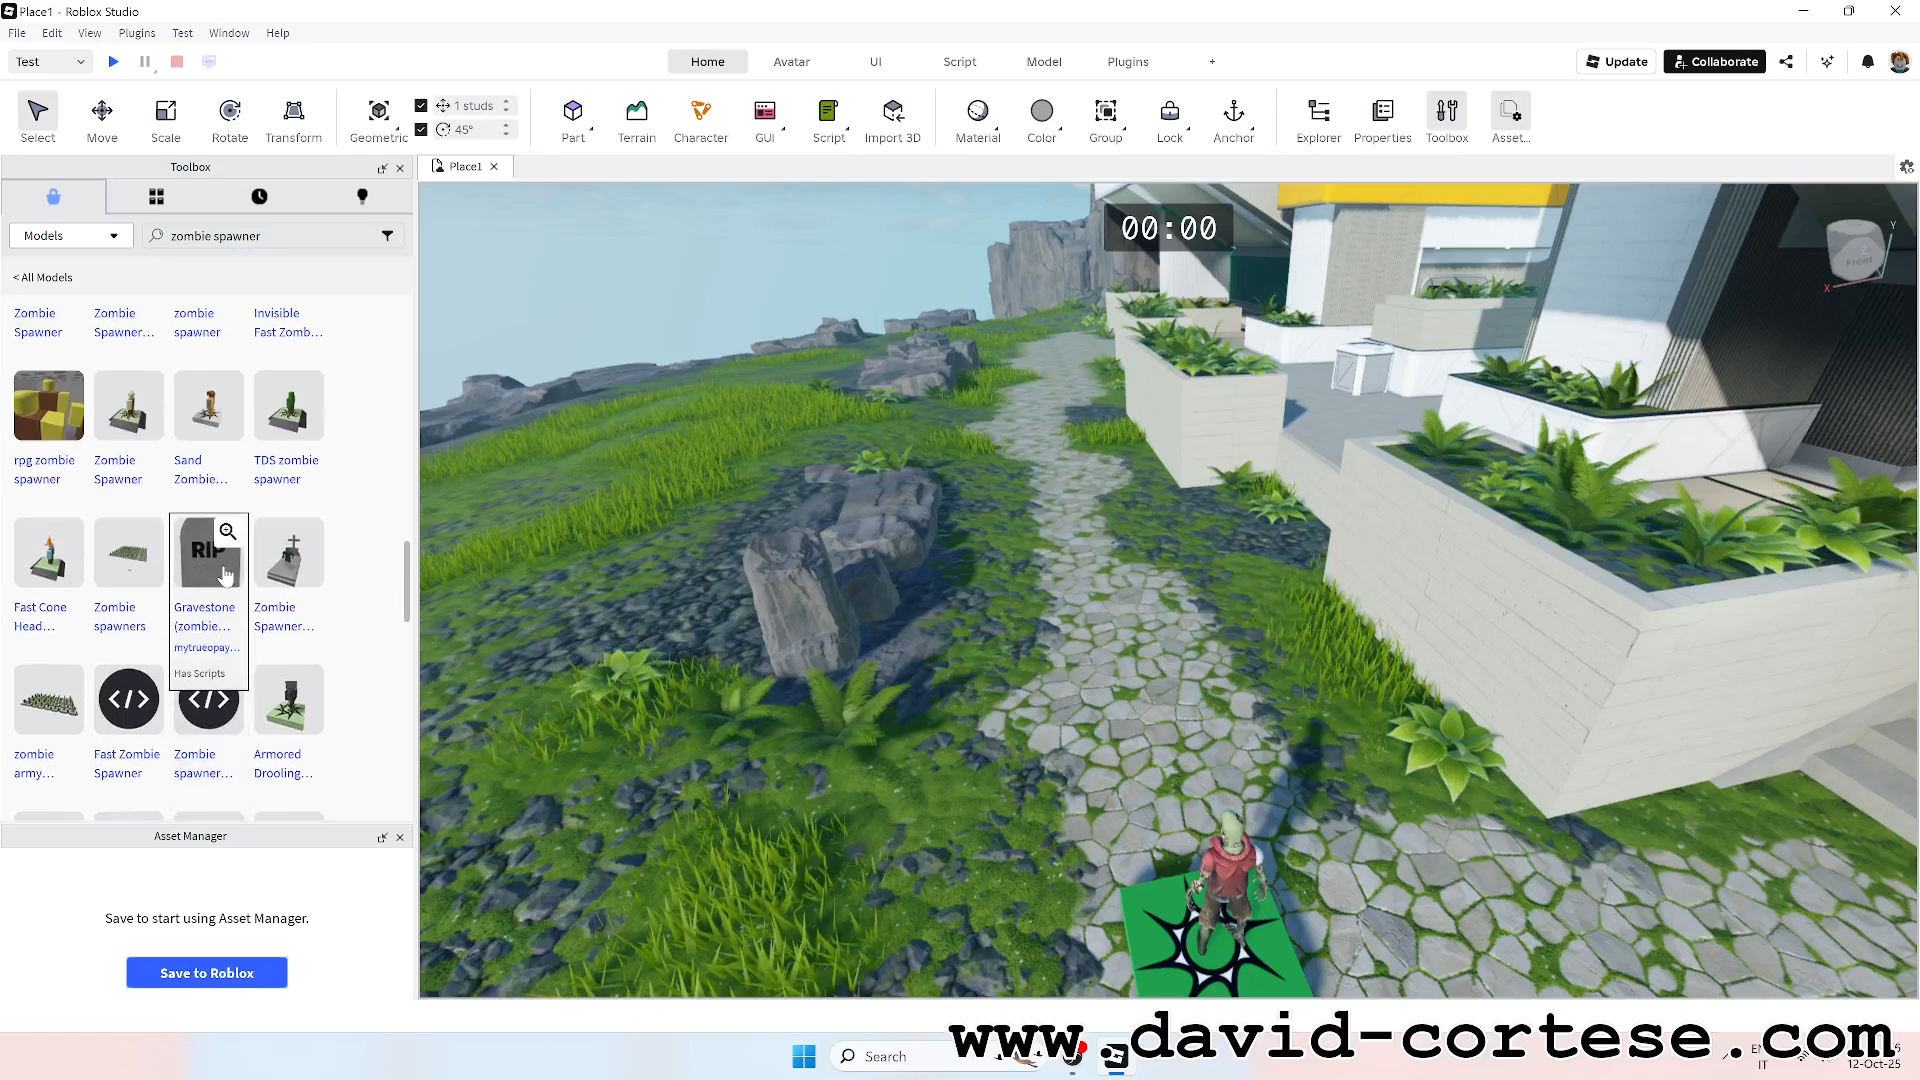 Place1 - Roblox Studio
File Edit View Plugins Test Window Help
Test
Home Avatar UI Script Model Plugins +
Update Collaborate
Select Move Scale Rotate Transform Geometric
1 studs
45°
Part Terrain Character GUI Script Import 3D
Material Color Group Lock Anchor
Explorer Properties Toolbox Asset...
Toolbox
Place1
Models
zombie spawner
< All Models
Zombie Spawner
Zombie Spawner...
zombie spawner
Invisible Fast Zomb...
rpg zombie spawner
Zombie Spawner
Sand Zombie...
TDS zombie spawner
RIP
Fast Cone Head...
Zombie spawners
Gravestone (zombie...
mytrueopay...
Has Scripts
Zombie Spawner...
</>
</>
zombie army...
Fast Zombie Spawner
Zombie spawner...
Armored Drooling...
Asset Manager
Save to start using Asset Manager.
Save to Roblox
00:00
Front
Y
X
Z
www.david-cortese.com
Search
IT
12-Oct-25